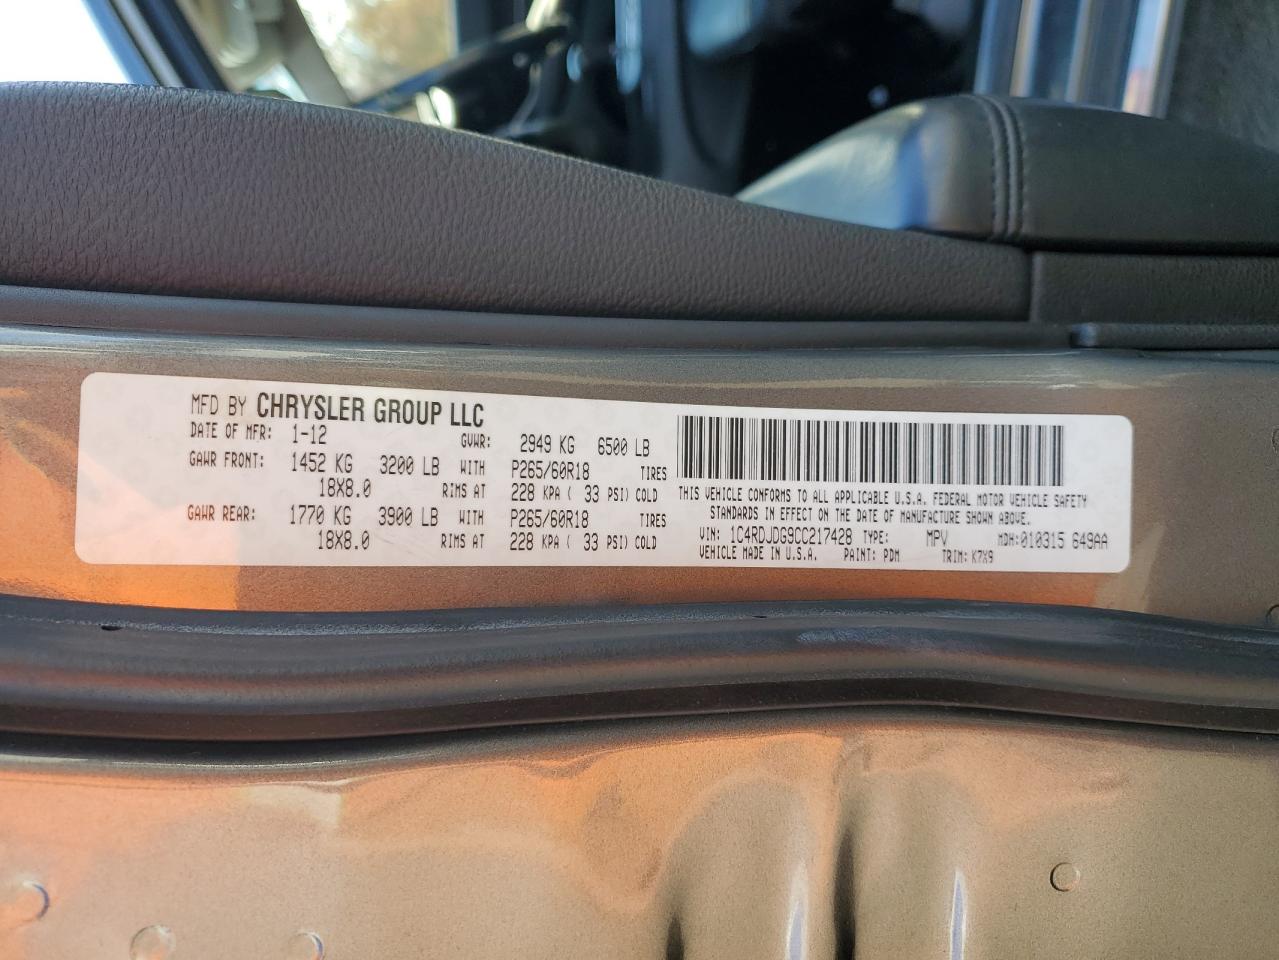 MFD BY CHRYSLER GROUP LLC
DATE OF MFR: 1-12 GVWR: 2949 KG 6500 LB
GAWR FRONT: 1452 KG 3200 LB WITH P265/60R18 TIRES
18X8.0 RIMS AT 228 KPA ( 33 PSI) COLD
GAWR REAR: 1770 KG 3900 LB WITH P265/60R18 TIRES
18X8.0 RIMS AT 228 KPA ( 33 PSI) COLD
THIS VEHICLE CONFORMS TO ALL APPLICABLE U.S.A. FEDERAL MOTOR VEHICLE SAFETY
STANDARDS IN EFFECT ON THE DATE OF MANUFACTURE SHOWN ABOVE.
VIN: 1C4RDJDG9CC217428 TYPE: MPV MDH:010315 649AA
VEHICLE MADE IN U.S.A. PAINT: PDM TRIM: K7X9